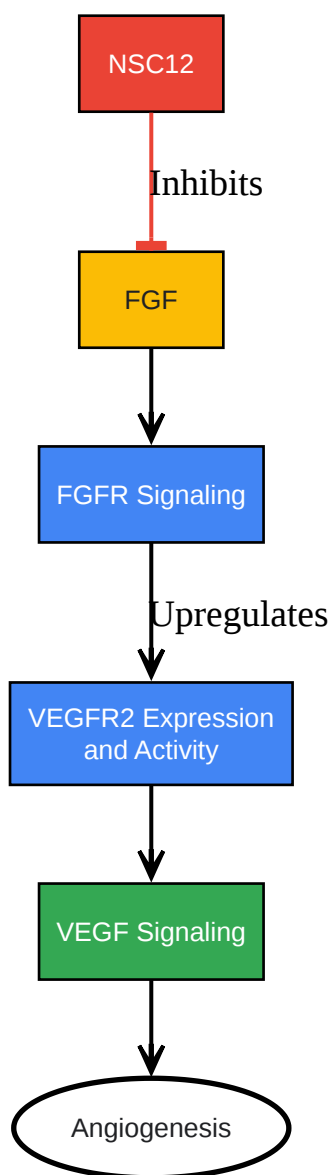 NSC12
Inhibits
FGF
FGFR Signaling
Upregulates
VEGFR2 Expression
and Activity
VEGF Signaling
Angiogenesis